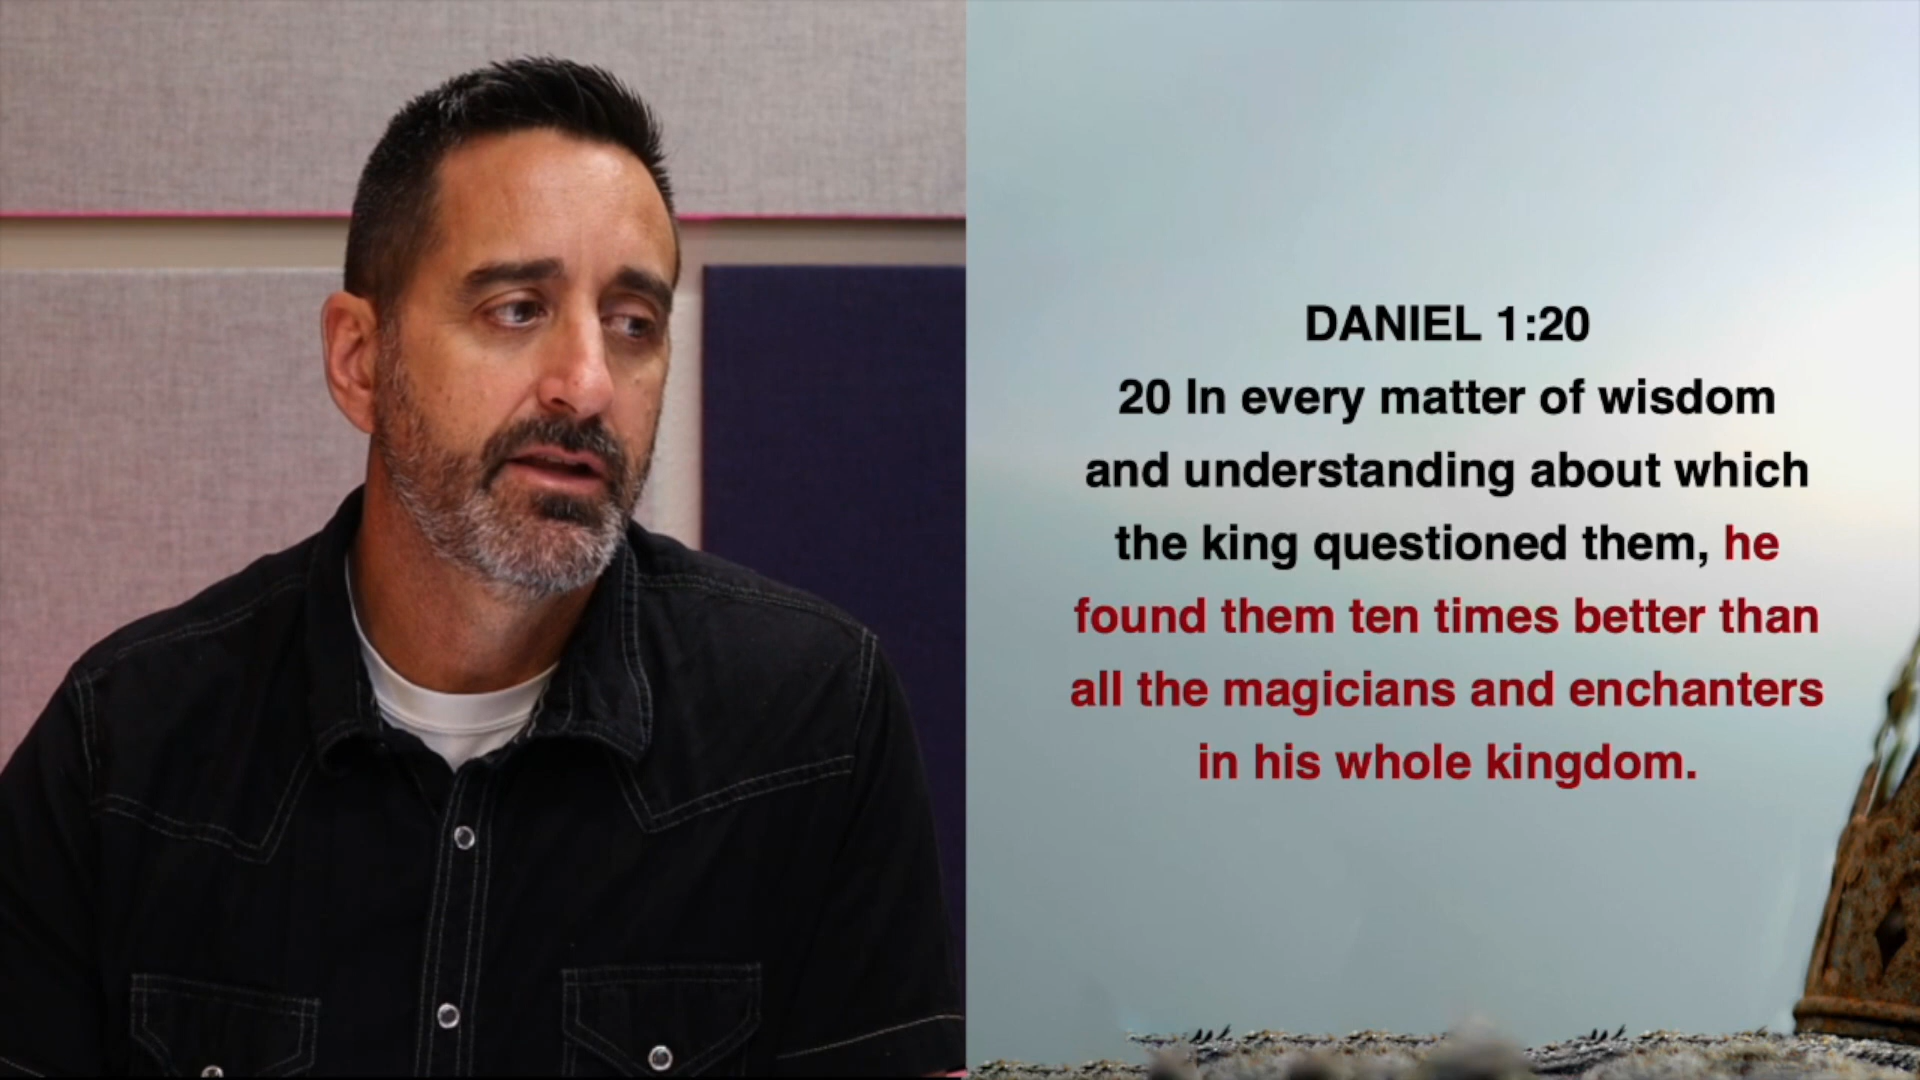 DANIEL 1:20
20 In every matter of wisdom
and understanding about which
the king questioned them, he
found them ten times better than
all the magicians and enchanters
in his whole kingdom.